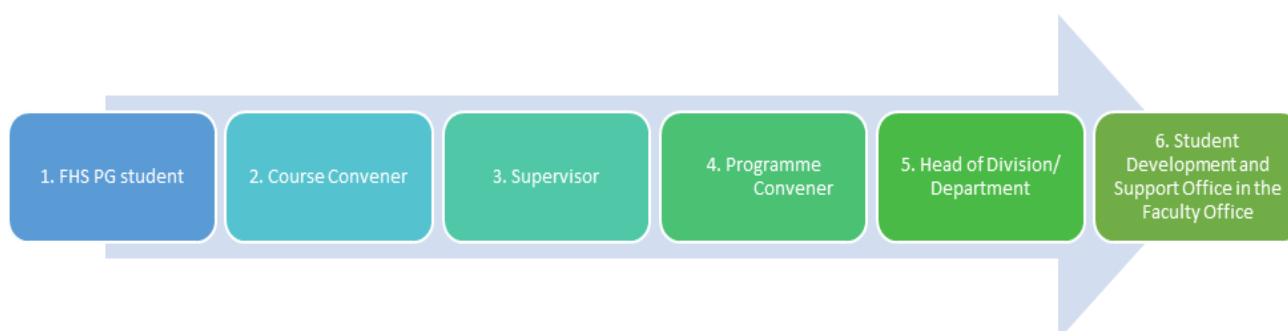 1. FHS PG student
2. Course Convener
3. Supervisor
4. Programme
Convener
5. Head of Division/
Department
6. Student
Development and
Support Office in the
Faculty Office